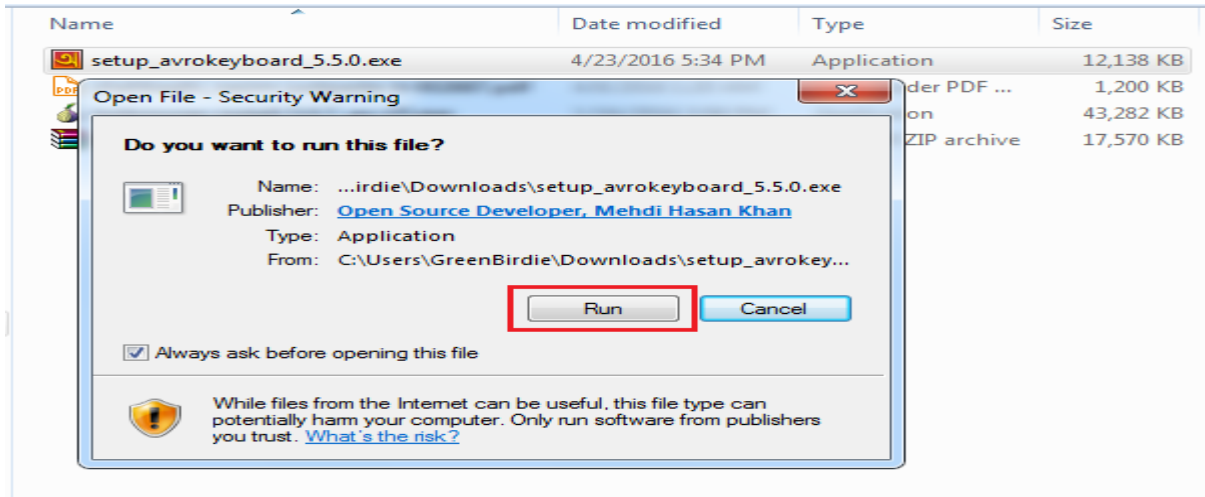 Name Date modified Type Size
setup_avrokeyboard_5.5.0.exe 4/23/2016 5:34 PM Application 12,138 KB
der PDF ... 1,200 KB
on 43,282 KB
ZIP archive 17,570 KB
Open File - Security Warning
Do you want to run this file?
Name: ...irdie\Downloads\setup_avrokeyboard_5.5.0.exe
Publisher: Open Source Developer, Mehdi Hasan Khan
Type: Application
From: C:\Users\GreenBirdie\Downloads\setup_avrokey...
Run Cancel
Always ask before opening this file
While files from the Internet can be useful, this file type can
potentially harm your computer. Only run software from publishers
you trust. What's the risk?